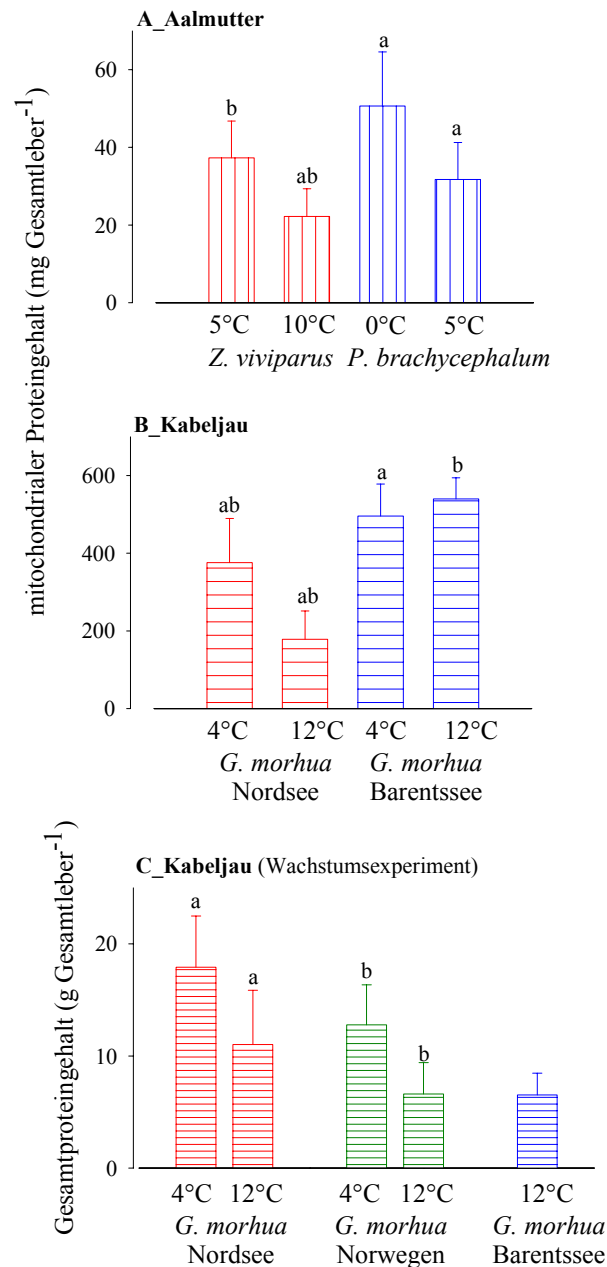 A_Aalmutter
mitochondrialer Proteingehalt (mg Gesamtleber-1)
60
40
20
0
b
ab
a
a
5°C 10°C 0°C 5°C
Z. viviparus P. brachycephalum
B_Kabeljau
600
400
200
0
ab
ab
a
b
4°C 12°C 4°C 12°C
G. morhua G. morhua
Nordsee Barentssee
C_Kabeljau (Wachstumsexperiment)
Gesamtproteingehalt (g Gesamtleber-1)
20
10
0
a
a
b
b
4°C 12°C 4°C 12°C 12°C
G. morhua G. morhua G. morhua
Nordsee Norwegen Barentssee